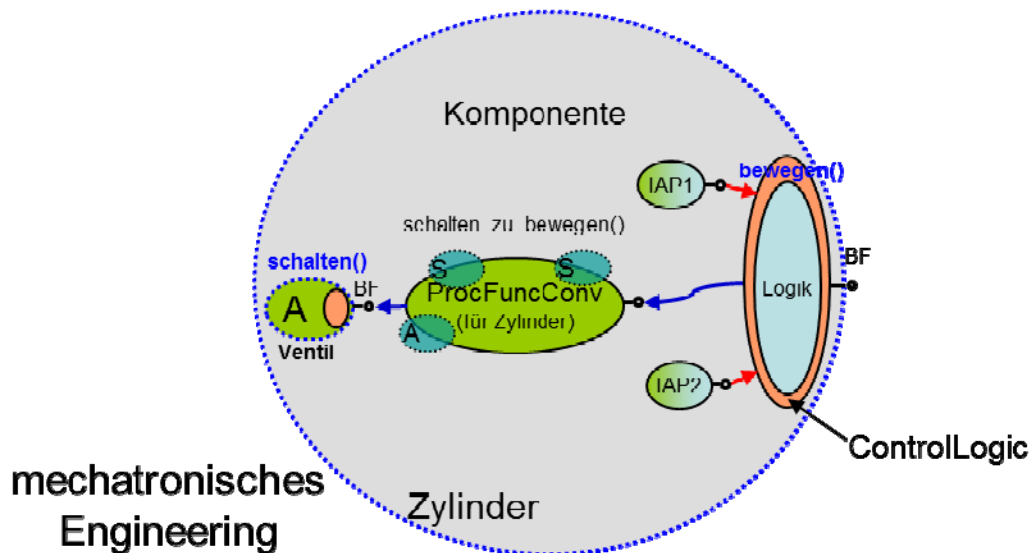 Komponente
bewegen()
IAP1
schalten zu bewegen()
schalten()
S
S
BF
BF
A
ProcFuncConv
Logik
(für Zylinder)
A
Ventil
IAP2
ControlLogic
mechatronisches
Engineering
Zylinder